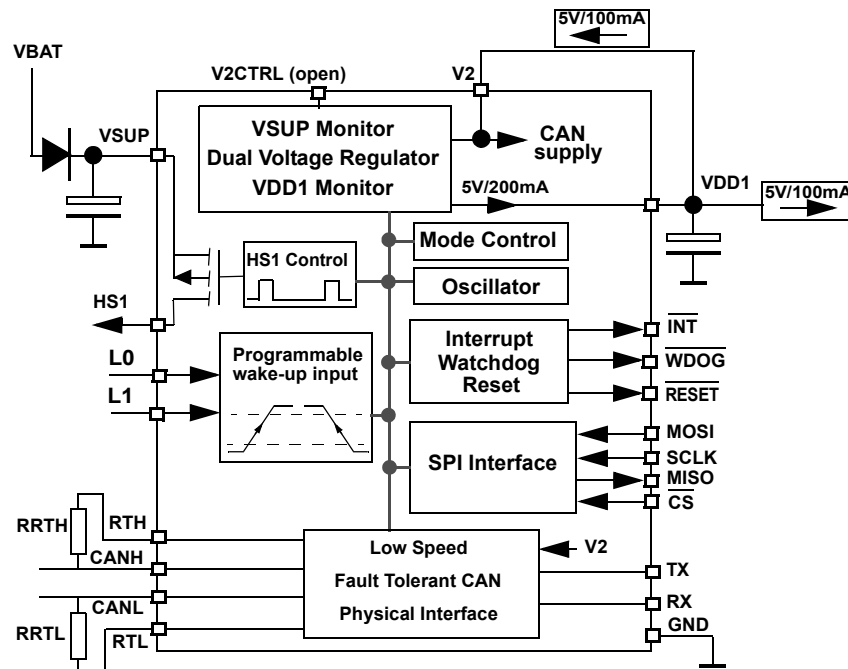 5V/100mA
VBAT
V2CTRL (open)
V2
VSUP
VSUP Monitor
Dual Voltage Regulator
VDD1 Monitor
CAN
supply
5V/200mA
VDD1
5V/100mA
Mode Control
HS1 Control
Oscillator
HS1
L0
L1
Programmable
wake-up input
Interrupt
Watchdog
Reset
INT
WDOG
RESET
SPI Interface
MOSI
SCLK
MISO
CS
RRTH
RTH
CANH
CANL
RRTL
RTL
Low Speed
Fault Tolerant CAN
Physical Interface
V2
TX
RX
GND